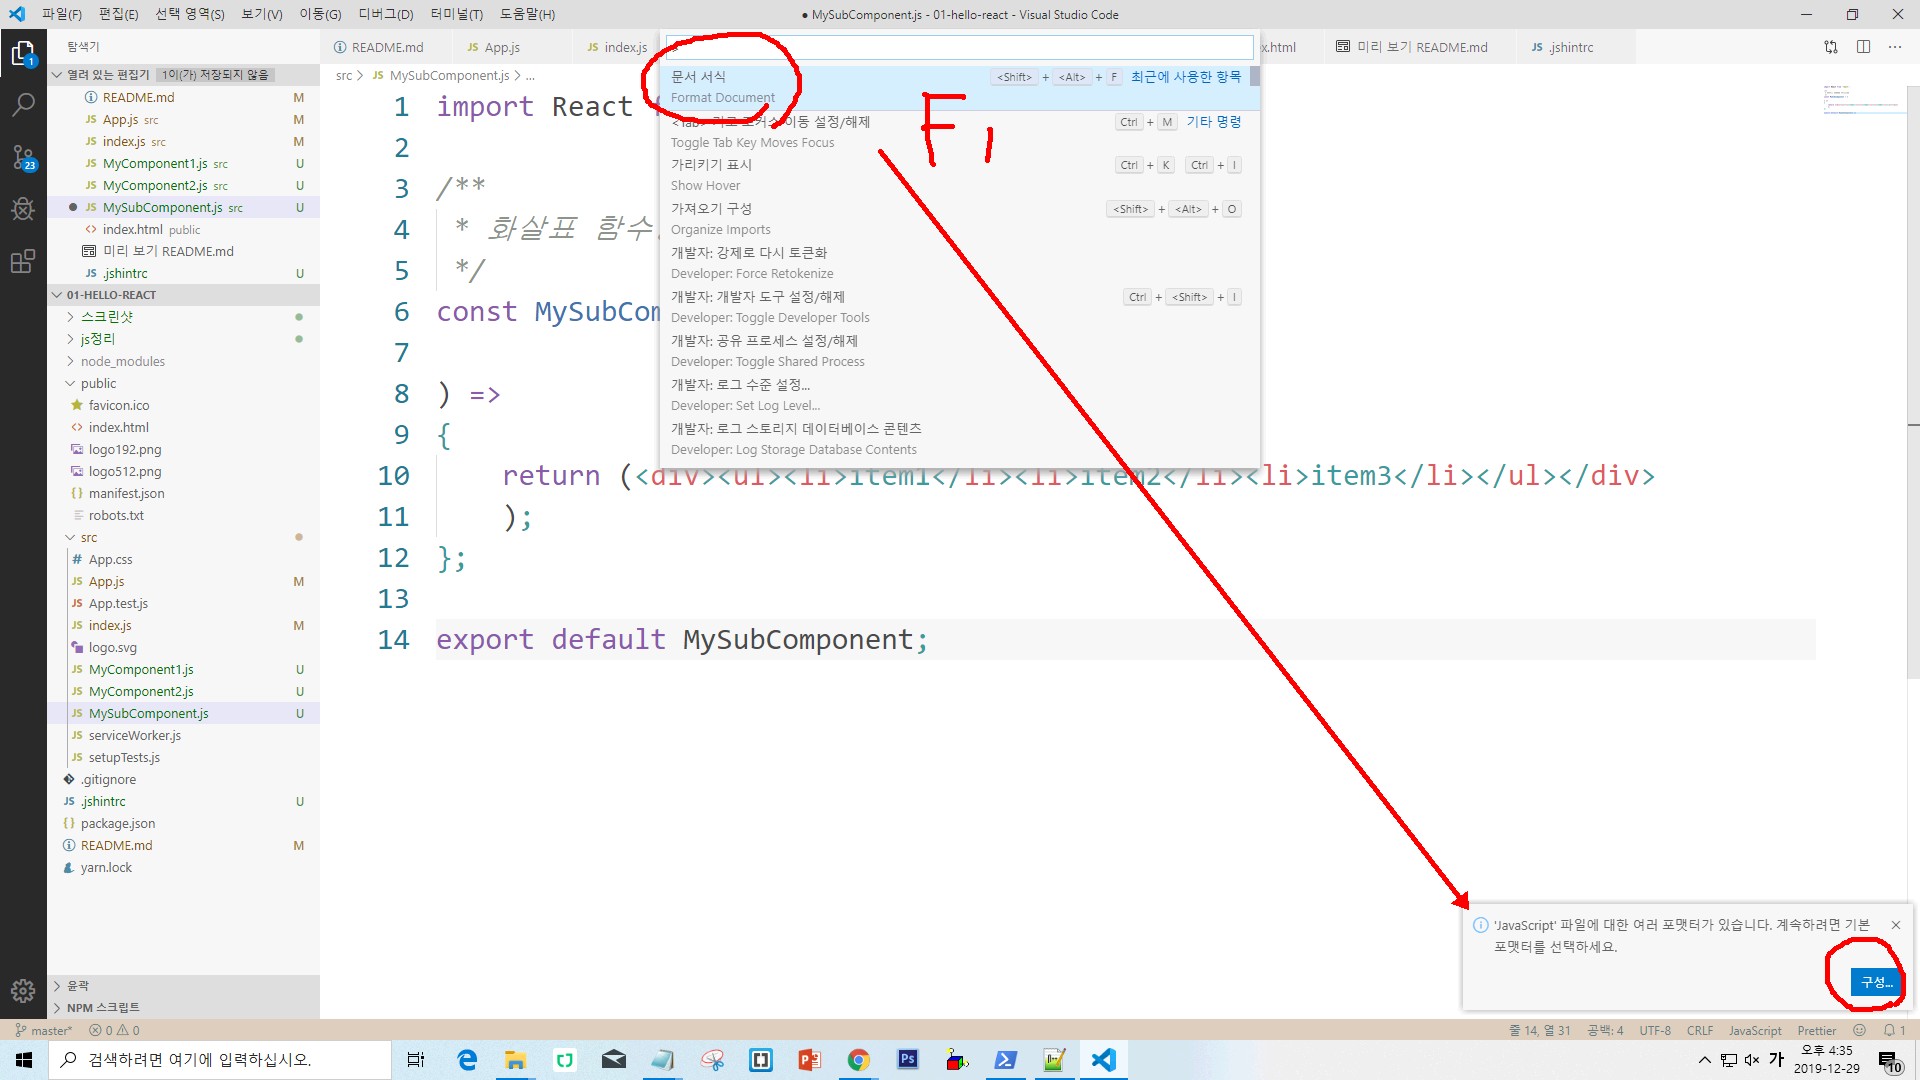 파일(F) 편집(E) 선택 영역(S) 보기(V) 이동(G) 디버그(D) 터미널(T) 도움말(H)
● MySubComponent.js - 01-hello-react - Visual Studio Code
탐색기
열려 있는 편집기 1이(가) 저장되지 않음
README.md M
App.js src M
index.js src M
MyComponent1.js src U
MyComponent2.js src U
MySubComponent.js src U
index.html public
미리 보기 README.md
.jshintrc U
01-HELLO-REACT
스크린샷
js정리
node_modules
public
favicon.ico
index.html
logo192.png
logo512.png
manifest.json
robots.txt
src
App.css
App.js M
App.test.js
index.js M
logo.svg
MyComponent1.js U
MyComponent2.js U
MySubComponent.js U
serviceWorker.js
setupTests.js
.gitignore
.jshintrc U
package.json
README.md M
yarn.lock
윤곽
NPM 스크립트
1
23
README.md App.js index.js x.html 미리 보기 README.md .jshintrc
src > JS MySubComponent.js > ...
문서 서식 <Shift> + <Alt> + F 최근에 사용한 항목
Format Document
<Tab> 이동 설정/해제 Ctrl + M 기타 명령
Toggle Tab Key Moves Focus
가리키기 표시 Ctrl + K Ctrl + I
Show Hover
가져오기 구성 <Shift> + <Alt> + O
Organize Imports
개발자: 강제로 다시 토큰화
Developer: Force Retokenize
개발자: 개발자 도구 설정/해제 Ctrl + <Shift> + I
Developer: Toggle Developer Tools
개발자: 공유 프로세스 설정/해제
Developer: Toggle Shared Process
개발자: 로그 수준 설정...
Developer: Set Log Level...
개발자: 로그 스토리지 데이터베이스 콘텐츠
Developer: Log Storage Database Contents
F1
1 import React
2
3 /**
4 * 화살표 함수
5 */
6 const MySubCom
7
8 ) =>
9 {
10 return (<div><ul><li>item1</li><li>item2</li><li>item3</li></ul></div>
11 );
12 };
13
14 export default MySubComponent;
'JavaScript' 파일에 대한 여러 포맷터가 있습니다. 계속하려면 기본
포맷터를 선택하세요.
구성...
master* 0 0 줄 14, 열 31 공백: 4 UTF-8 CRLF JavaScript Prettier 1
검색하려면 여기에 입력하십시오.
가 오후 4:35
2019-12-29
10